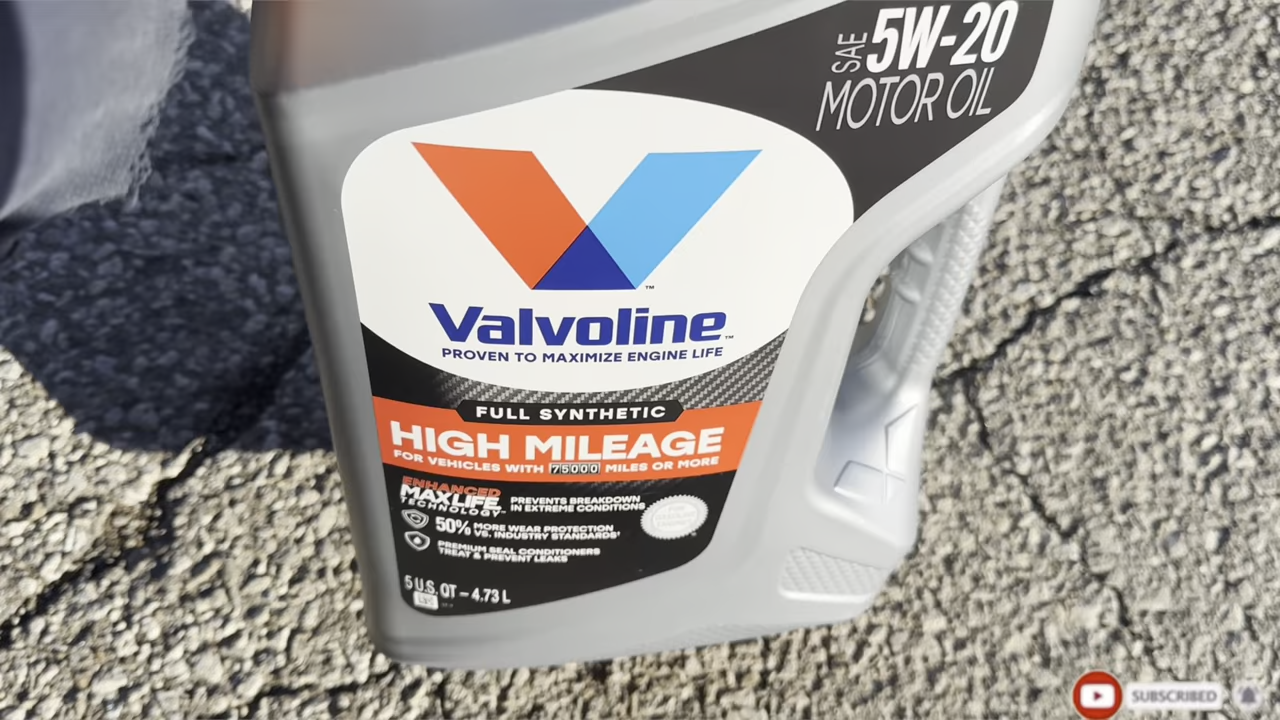 SAE 5W-20
MOTOR OIL
Valvoline™
PROVEN TO MAXIMIZE ENGINE LIFE
FULL SYNTHETIC
HIGH MILEAGE
FOR VEHICLES WITH 75000 MILES OR MORE
ENHANCED
MAXLIFE
TECHNOLOGY™
PREVENTS BREAKDOWN
IN EXTREME CONDITIONS
50% MORE WEAR PROTECTION
VS. INDUSTRY STANDARDS†
PREMIUM SEAL CONDITIONERS
TREAT & PREVENT LEAKS
5 U.S. QT – 4.73 L
SUBSCRIBED